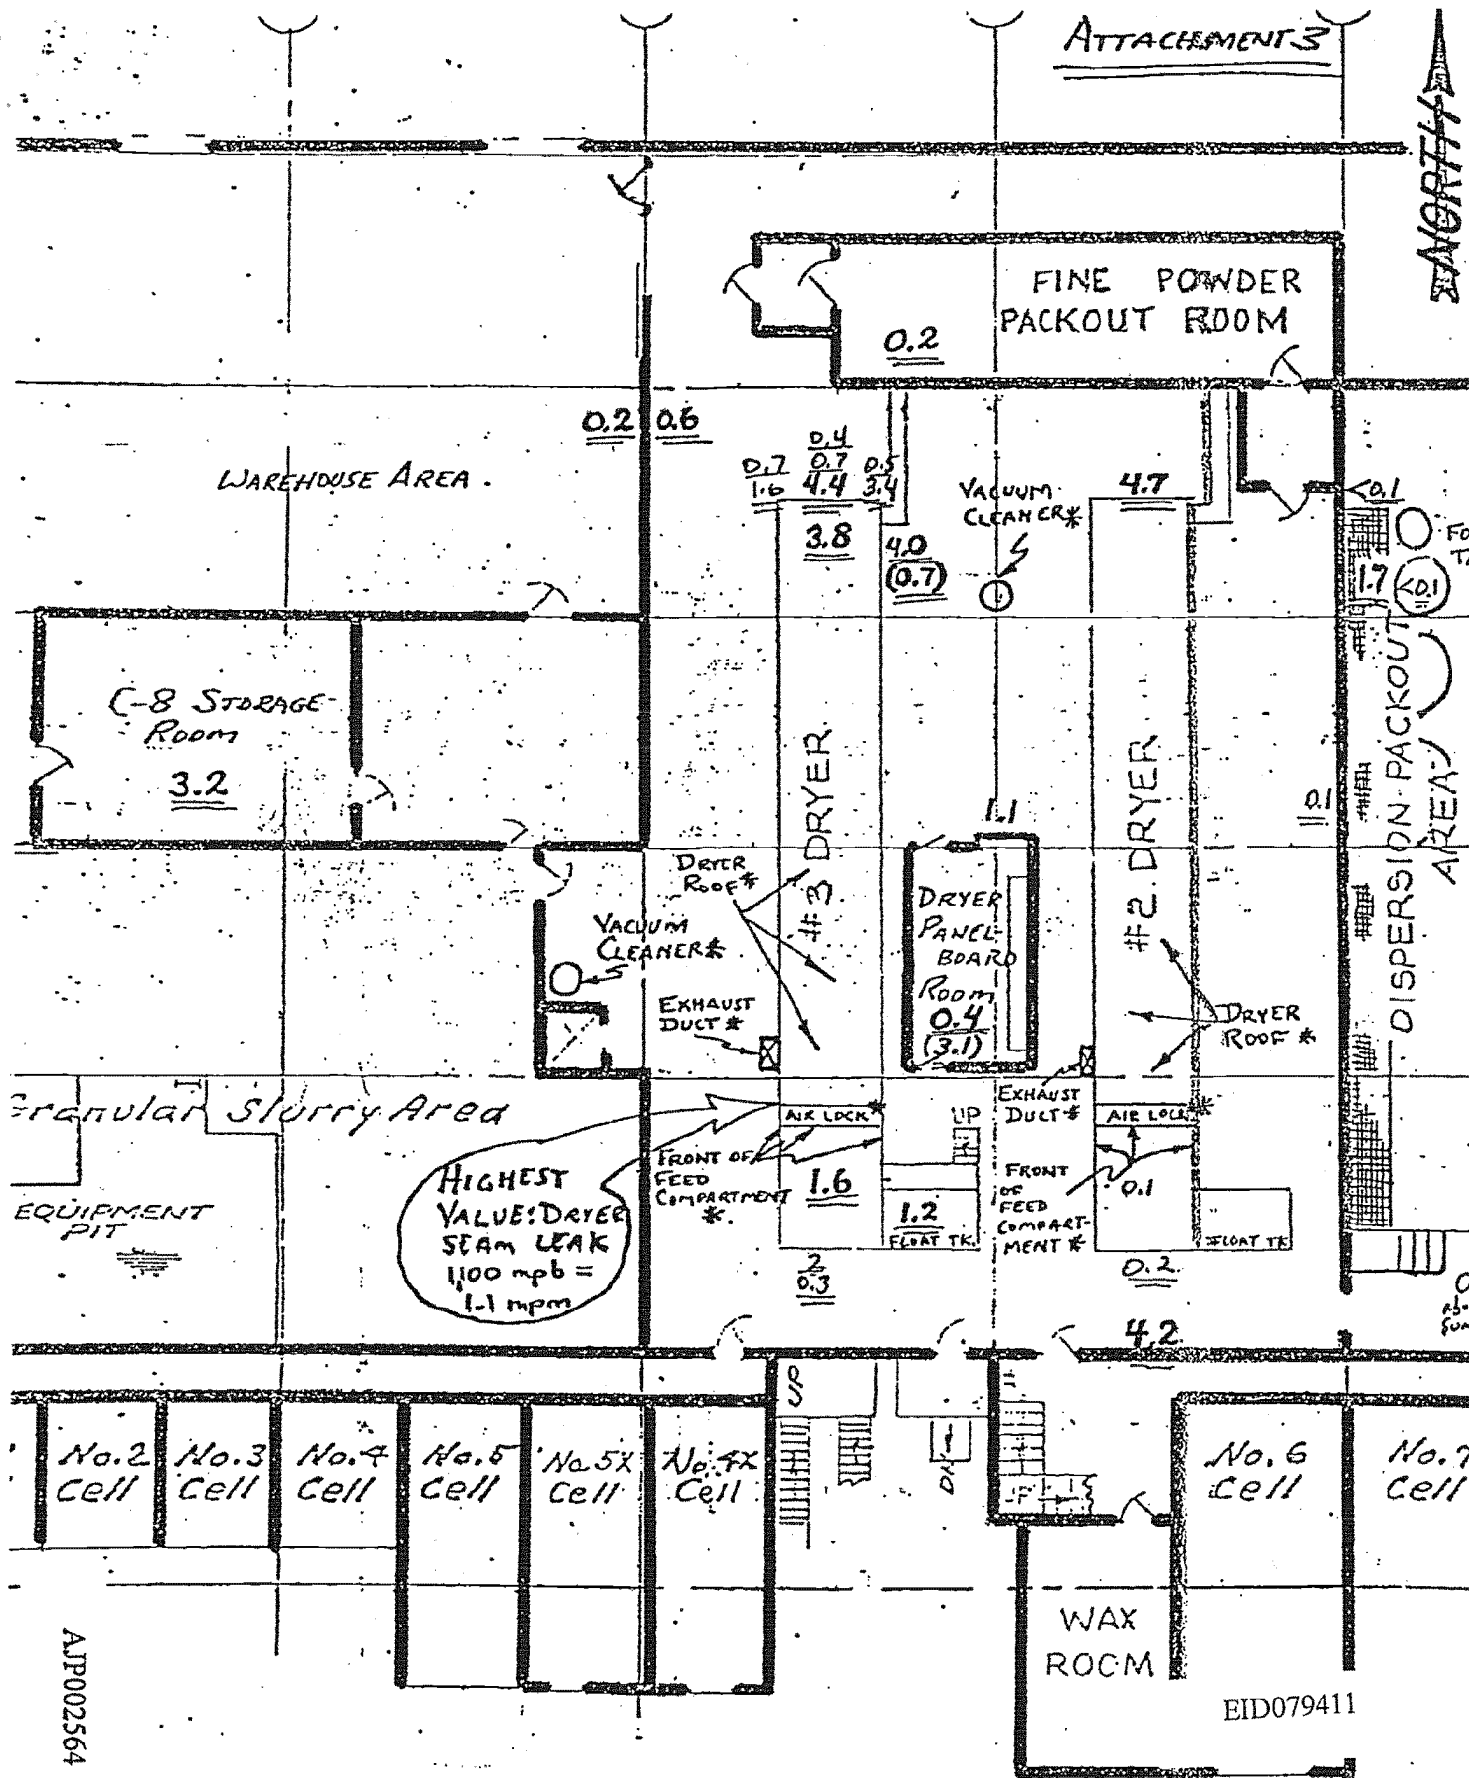 ATTACHMENT 3
NORTH
FINE POWDER
PACKOUT ROOM
0.2
0.2
0.6
WAREHOUSE AREA.
0.7
1.6
0.4
0.7
4.4
0.5
3.4
3.8
4.0
(0.7)
VACUUM
CLEANER*
4.7
<0.1
1.7
<0.1
C-8 STORAGE
ROOM
3.2
#3 DRYER
#2 DRYER
1.1
0.1
DISPERSION PACKOUT
AREA
DRYER
ROOF*
VACUUM
CLEANER*
EXHAUST
DUCT*
DRYER
PANEL
BOARD
ROOM
0.4
(3.1)
DRYER
ROOF*
EXHAUST
DUCT*
Granular Slurry Area
AIR LOCK*
UP
AIR LOCK*
HIGHEST
VALUE: DRYER
SEAM LEAK
1100 mpb =
1.1 mpm
FRONT OF
FEED
COMPARTMENT
*.
1.6
1.2
FLOAT TK.
FRONT
OF
FEED
COMPART-
MENT*
0.1
FLOAT TK
EQUIPMENT
PIT
2
0.3
0.2
4.2
UP
DN
No.2
Cell
No.3
Cell
No.4
Cell
No.5
Cell
No 5X
Cell
No.4X
Cell
No.6
Cell
No.7
Cell
WAX
ROOM
AJP002564
EID079411